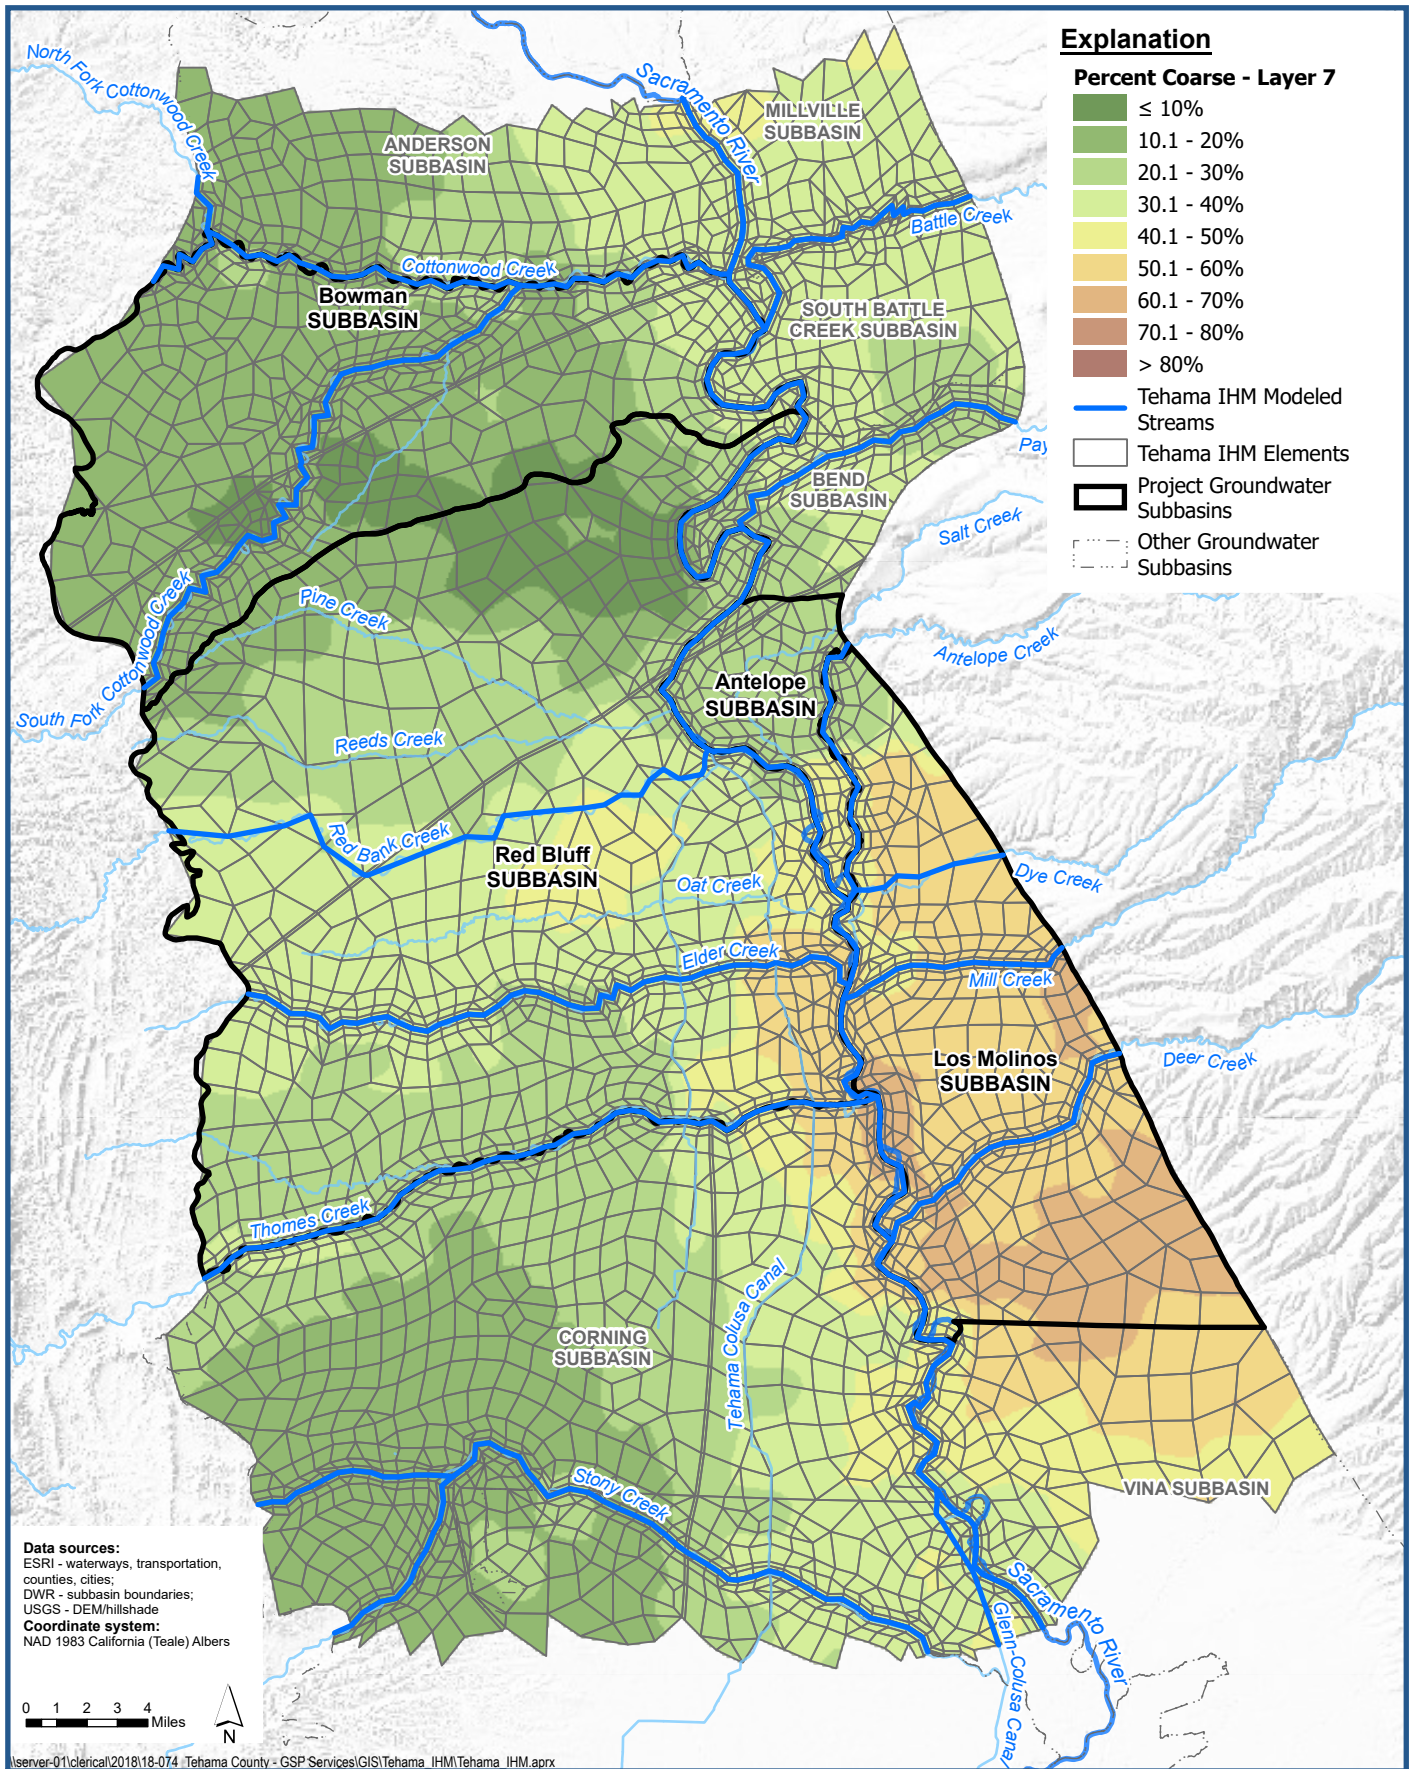 Explanation
Percent Coarse - Layer 7
≤ 10%
10.1 - 20%
20.1 - 30%
30.1 - 40%
40.1 - 50%
50.1 - 60%
60.1 - 70%
70.1 - 80%
> 80%
Tehama IHM Modeled
Streams
Tehama IHM Elements
Project Groundwater
Subbasins
Other Groundwater
Subbasins
North Fork Cottonwood Creek
Sacramento River
MILLVILLE
SUBBASIN
ANDERSON
SUBBASIN
Battle Creek
Cottonwood Creek
Bowman
SUBBASIN
SOUTH BATTLE
CREEK SUBBASIN
Pay
BEND
SUBBASIN
Salt Creek
Pine Creek
Antelope Creek
South Fork Cottonwood Creek
Antelope
SUBBASIN
Reeds Creek
Red Bank Creek
Red Bluff
SUBBASIN
Oat Creek
Dye Creek
Elder Creek
Mill Creek
Los Molinos
SUBBASIN
Deer Creek
Thomes Creek
Tehama Colusa Canal
CORNING
SUBBASIN
Stony Creek
VINA SUBBASIN
Sacramento River
Glenn-Colusa Canal
Data sources:
ESRI - waterways, transportation,
counties, cities;
DWR - subbasin boundaries;
USGS - DEM/hillshade
Coordinate system:
NAD 1983 California (Teale) Albers
0 1 2 3 4
Miles
N
\\server-01\clerical\2018\18-074_Tehama County - GSP Services\GIS\Tehama_IHM\Tehama_IHM.aprx